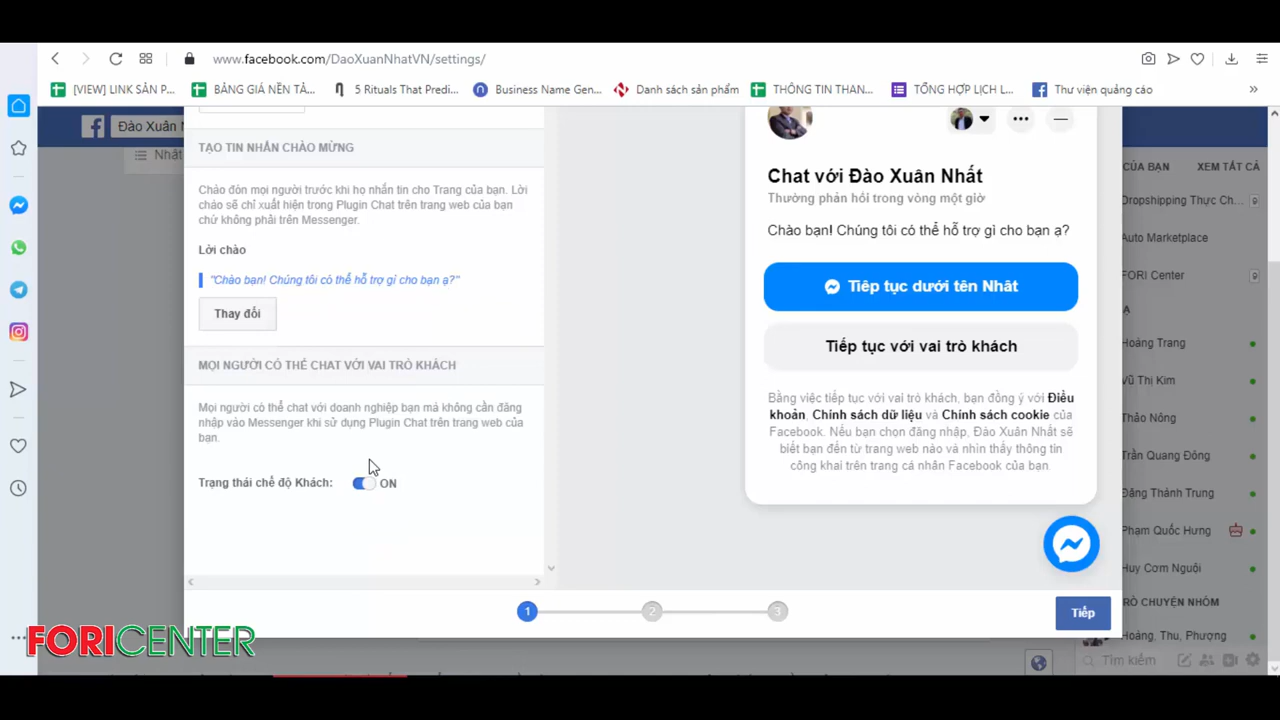 www.facebook.com/DaoXuanNhatVN/settings/
[VIEW] LINK SẢN P...
BẢNG GIÁ NỀN TẢ...
5 Rituals That Predi...
Business Name Gen...
Danh sách sản phẩm
THÔNG TIN THAN...
TỔNG HỢP LỊCH L...
Thư viện quảng cáo
»
Đào Xuân N
Nhật
TẠO TIN NHẮN CHÀO MỪNG
Chào đón mọi người trước khi họ nhắn tin cho Trang của bạn. Lời
chào sẽ chỉ xuất hiện trong Plugin Chat trên trang web của bạn
chứ không phải trên Messenger.
Lời chào
"Chào bạn! Chúng tôi có thể hỗ trợ gì cho bạn ạ?"
Thay đổi
MỌI NGƯỜI CÓ THỂ CHAT VỚI VAI TRÒ KHÁCH
Mọi người có thể chat với doanh nghiệp bạn mà không cần đăng
nhập vào Messenger khi sử dụng Plugin Chat trên trang web của
bạn.
Trạng thái chế độ Khách:
ON
Chat với Đào Xuân Nhất
Thường phản hồi trong vòng một giờ
Chào bạn! Chúng tôi có thể hỗ trợ gì cho bạn ạ?
Tiếp tục dưới tên Nhât
Tiếp tục với vai trò khách
Bằng việc tiếp tục với vai trò khách, bạn đồng ý với Điều
khoản, Chính sách dữ liệu và Chính sách cookie của
Facebook. Nếu bạn chọn đăng nhập, Đào Xuân Nhất sẽ
biết bạn đến từ trang web nào và nhìn thấy thông tin
công khai trên trang cá nhân Facebook của bạn.
1
2
3
Tiếp
CỦA BẠN
XEM TẤT CẢ
Dropshipping Thực Ch...
Auto Marketplace
FORI Center
Hoàng Trang
Vũ Thị Kim
Thảo Nông
Trần Quang Đông
Đặng Thành Trung
Phạm Quốc Hưng
Huy Cơm Nguội
RÒ CHUYỆN NHÓM
Hoàng, Thu, Phượng
Tìm kiếm
FORICENTER